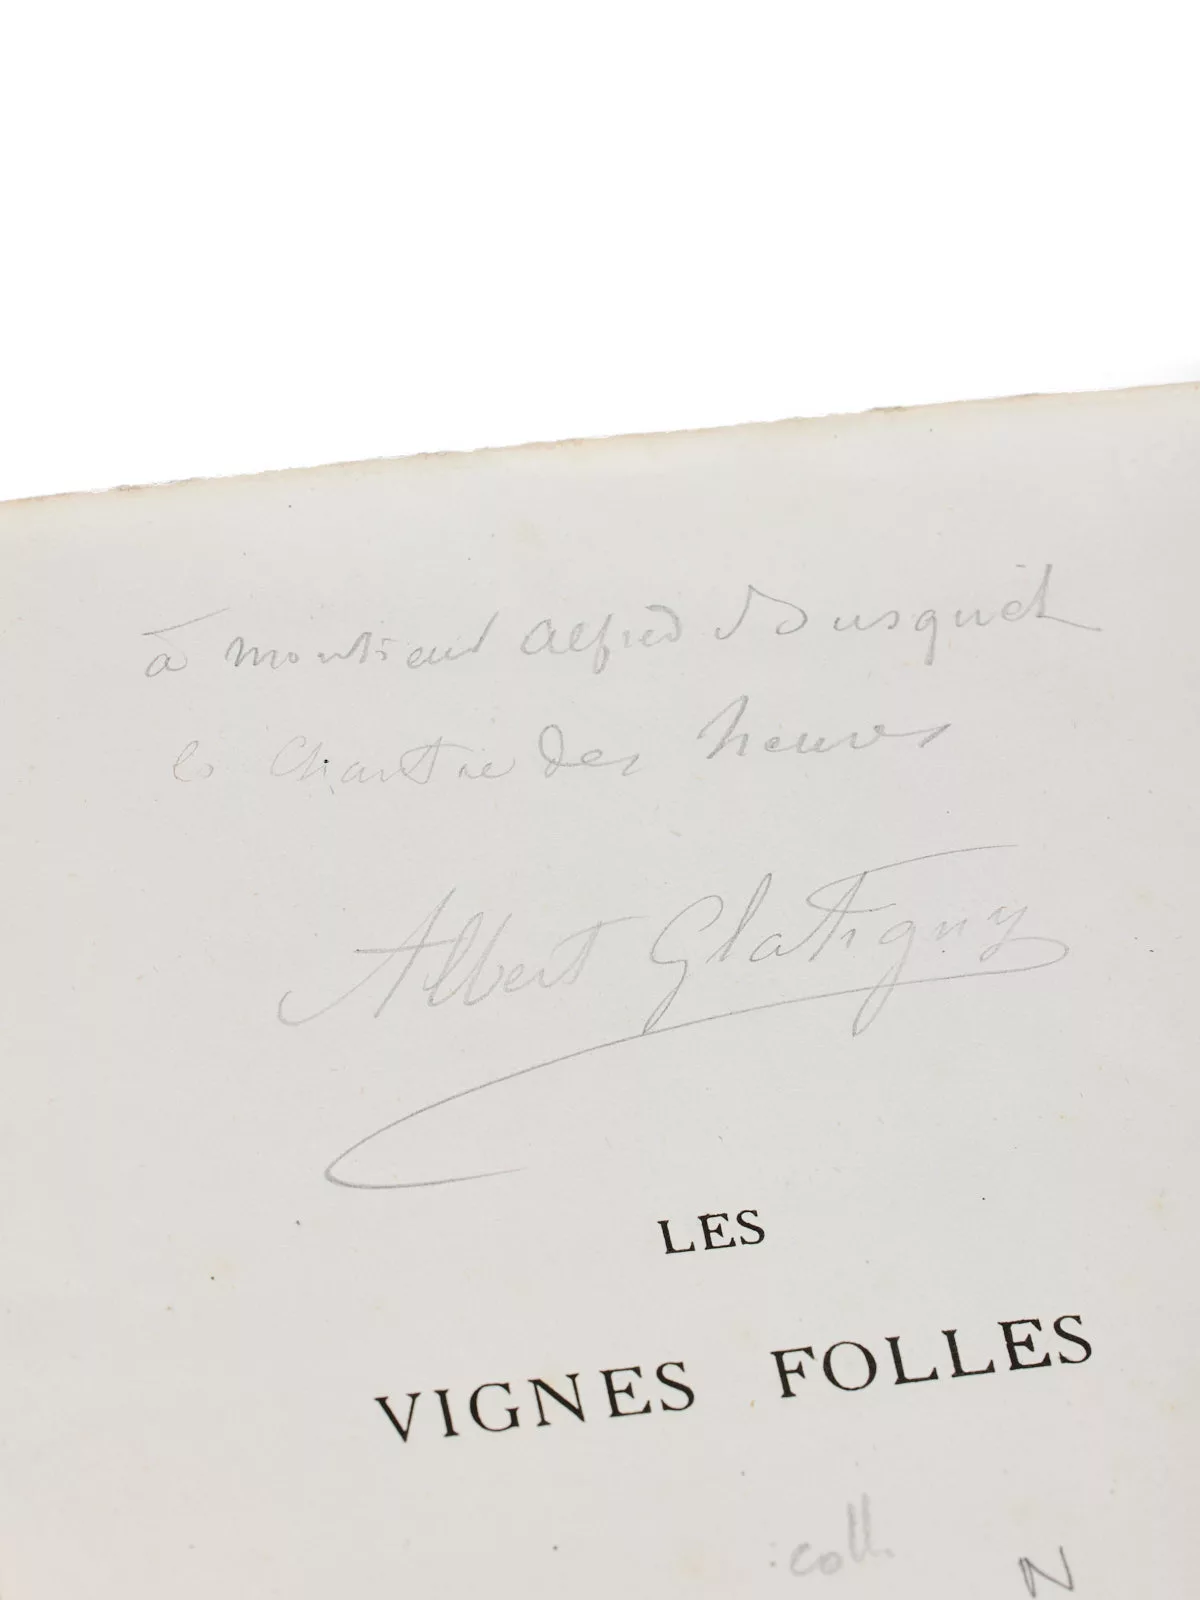 à monsieur Alfred Busquet
le Chantre des heures
Albert Glatigny
LES
VIGNES FOLLES
:coll.
N